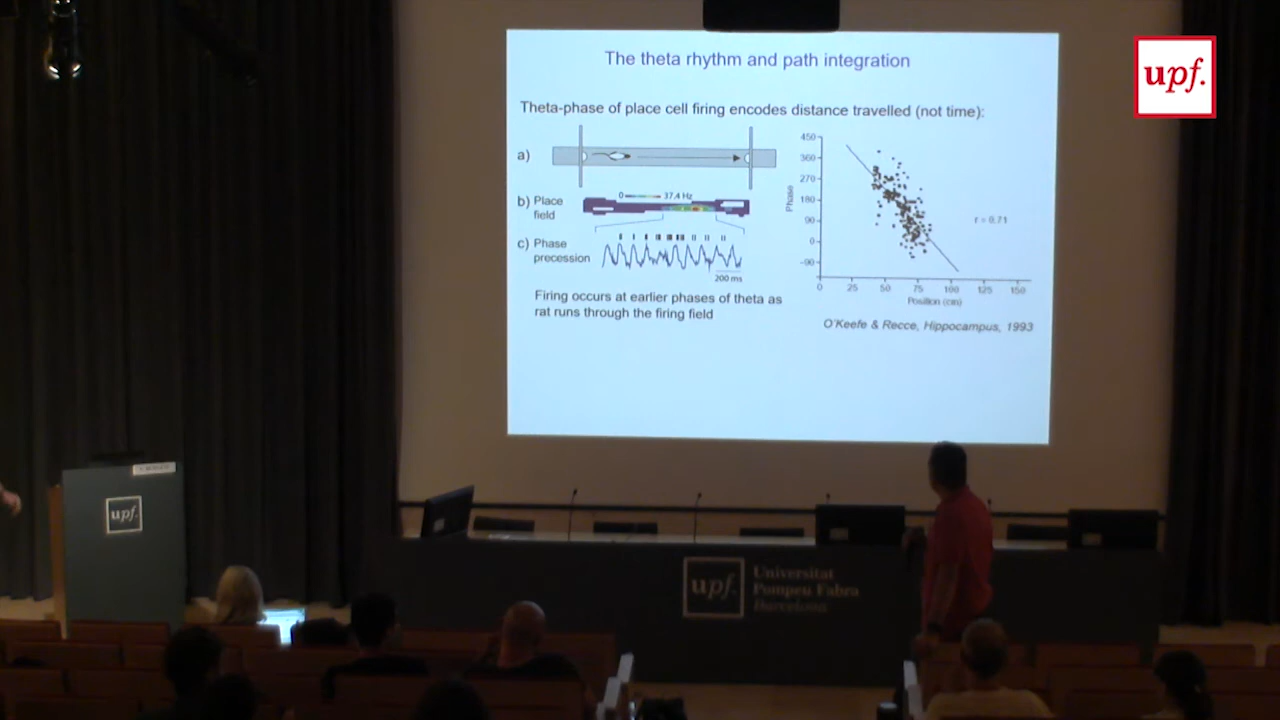 The theta rhythm and path integration
Theta-phase of place cell firing encodes distance travelled (not time):
a)
b) Place
field
0
37.4 Hz
c) Phase
precession
200 ms
Firing occurs at earlier phases of theta as
rat runs through the firing field
450
360
270
180
90
0
-90
Phase
r = 0.71
0 25 50 75 100 125 150
Position (cm)
O'Keefe & Recce, Hippocampus, 1993
upf.
upf.
upf.
Universitat
Pompeu Fabra
Barcelona